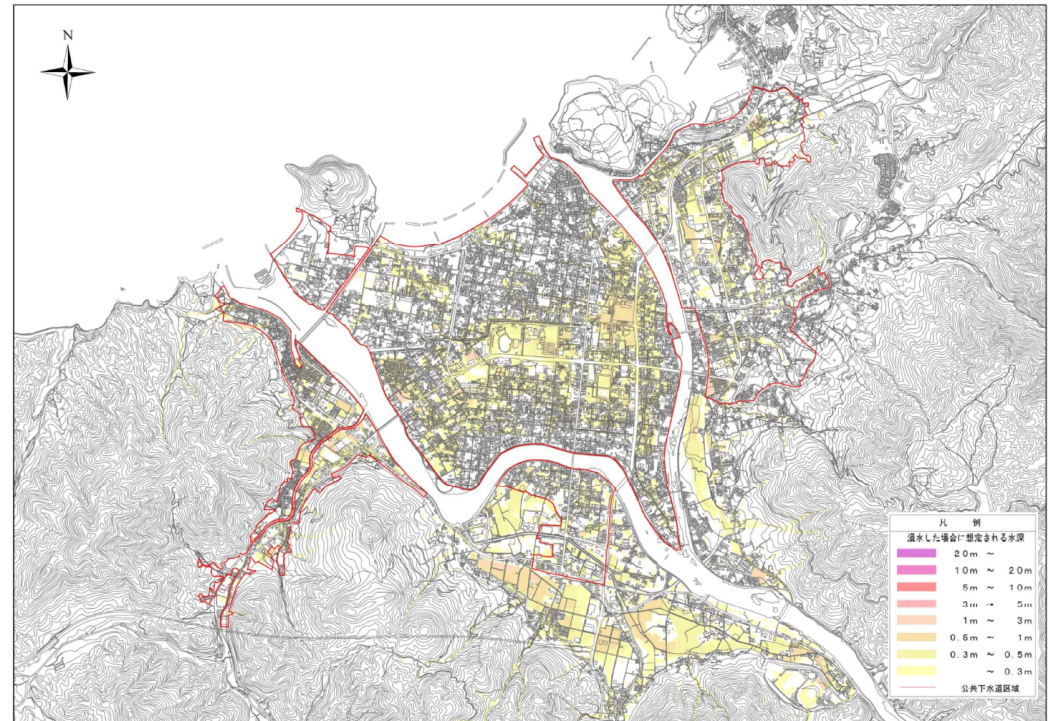 N
凡 例
浸水した場合に想定される水深
20m ～
10m ～ 20m
5m ～ 10m
3m ～ 5m
1m ～ 3m
0.5m ～ 1m
0.3m ～ 0.5m
～ 0.3m
公共下水道区域